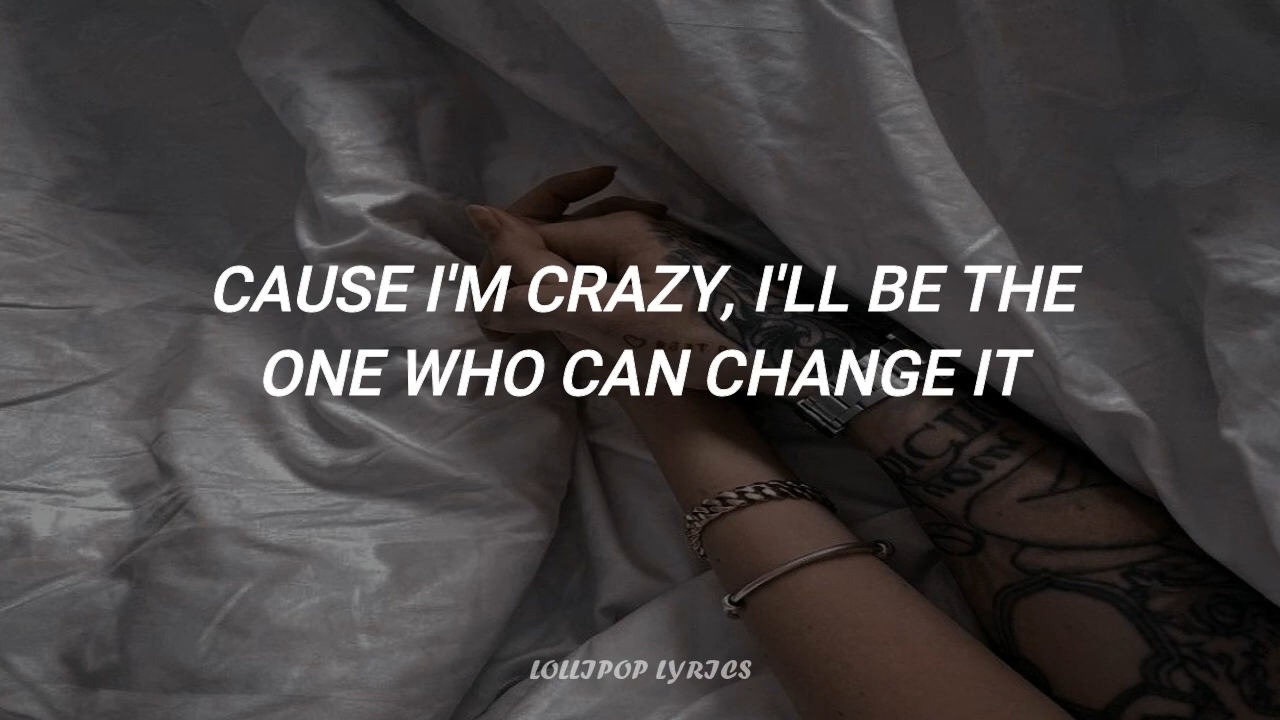 CAUSE I'M CRAZY, I'LL BE THE
ONE WHO CAN CHANGE IT
LOLLIPOP LYRICS